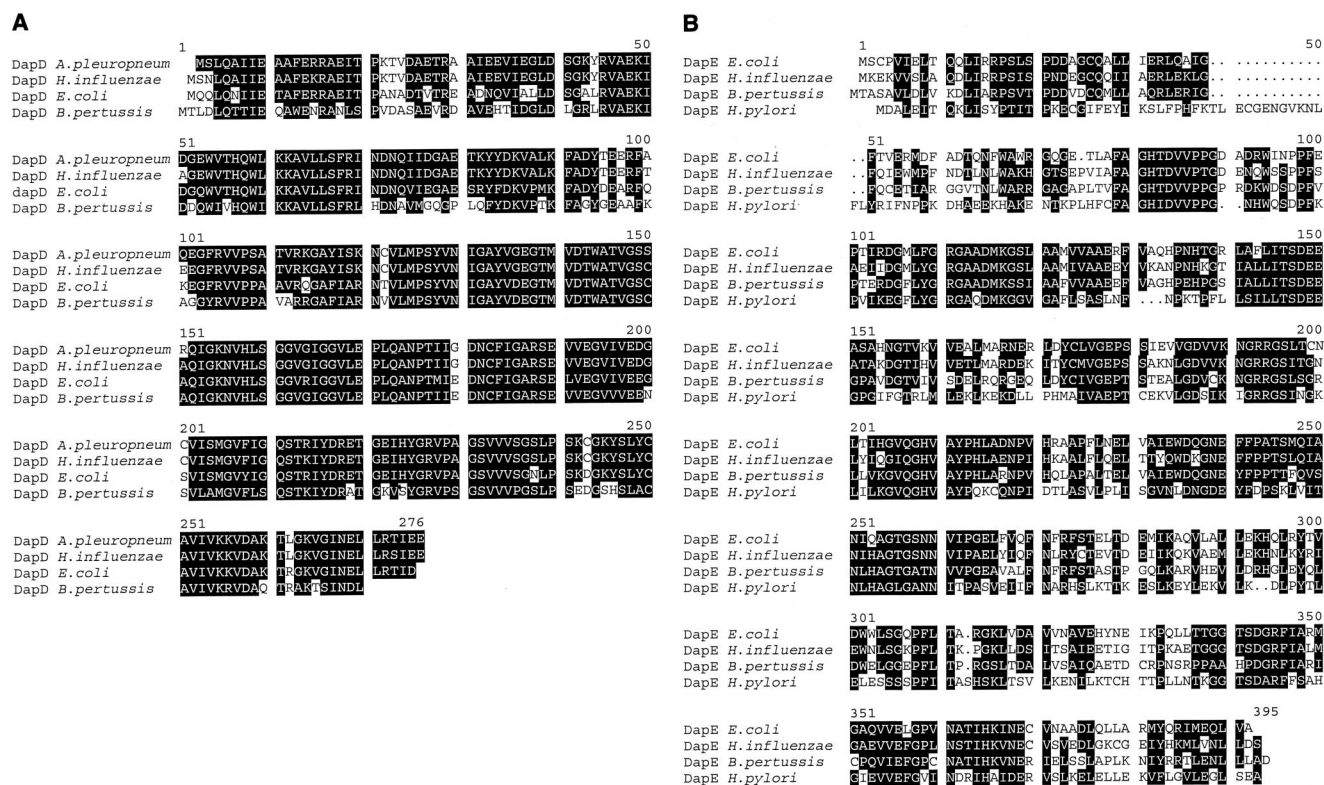 A
1 50
DapD A.pleuropneum MSLQAIIE AAFERRAEIT PKTVDAETRA AIEEVIEGLD SGKYRVAEKI
DapD H.influenzae MSNLQAIIE AAFEKRAEIT PKTVDAETRA AIEEVIEGLD SGKYRVAEKI
DapD E.coli MQQLQNIIE TAFERRAEIT PANADTVTRE ADNQVIALLD SGALRVAEKI
DapD B.pertussis MTLDLQTTIE QAWENRANLS PVDASAEVRD AVEHTIDGLD LGRLRVAEKI
51 100
DapD A.pleuropneum DGEWVTHQWL KKAVLLSFRI NDNQIIDGAE TKYYDKVALK FADYTEERFA
DapD H.influenzae AGEWVTHQWL KKAVLLSFRI NDNQIIDGAE TKYYDKVALK FADYTEERFT
dapD E.coli DGQWVTHQWL KKAVLLSFRI NDNQVIEGAE SRYFDKVPMK FADYDEARFQ
DapD B.pertussis DDQWIVHQWL KKAVLLSFRL HDNAVMGQGP LQFYDKVPTK FAGYGEAAFK
101 150
DapD A.pleuropneum QEGFRVVPSA TVRKGAYISK NCVLMPSYVN IGAYVGEGTM VDTWATVGSS
DapD H.influenzae EEGFRVVPSA TVRKGAYISK NCVLMPSYVN IGAYVGEGTM VDTWATVGSC
DapD E.coli KEGFRVVPPA AVRQGAFIAR NTVLMPSYVN IGAYVDEGTM VDTWATVGSC
DapD B.pertussis AGGYRVVPPA VARRGAFIAR NVVLMPSYVN IGAYVDEGTM VDTWATVGSC
151 200
DapD A.pleuropneum RQIGKNVHLS GGVGIGGVLE PLQANPTIIG DNCFIGARSE VVEGVIVEDG
DapD H.influenzae AQIGKNVHLS GGVGIGGVLE PLQANPTIIG DNCFIGARSE VVEGVIVEDG
DapD E.coli AQIGKNVHLS GGVRIGGVLE PLQANPTMIE DNCFIGARSE LVEGVIVEEG
DapD B.pertussis AQIGKNVHLS GGVGIGGVLE PLQANPTIIE DNCFIGARSE VVEGVVVEEN
201 250
DapD A.pleuropneum CVISMGVFIG QSTRIYDRET GEIHYGRVPA GSVVVSGSLP SKCGKYSLYC
DapD H.influenzae CVISMGVFIG QSTKIYDRET GEIHYGRVPA GSVVVSGSLP SKCGKYSLYC
DapD E.coli SVISMGVYIG QSTRIYDRET GEIHYGRVPA GSVVVSGNLP SKDGKYSLYC
DapD B.pertussis SVLAMGVFLS QSTKIYDRAT GKVSYGRVPS GSVVVPGSLP SEDGSHSLAC
251 276
DapD A.pleuropneum AVIVKKVDAK TLGKVGINEL LRTIEE
DapD H.influenzae AVIVKKVDAK TLGKVGINEL LRSIEE
DapD E.coli AVIVKKVDAK TRGKVGINEL LRTID
DapD B.pertussis AVIVKRVDAQ TRAKTSINDL
B
1 50
DapE E.coli MSCPVIELT QQLIRRPSLS PDDAGCQALL IERLQAIG.. ..........
DapE H.influenzae MKEKVVSLA QDLIRRPSIS PNDEGCQQII AERLEKLG.. ..........
DapE B.pertussis MTASAVLDLV KDLIARPSVT PDDVDCQMLL AQRLERIG.. ..........
DapE H.pylori MDALEIT QKLISYPTIT PKECGIFEYI KSLFPHFKTL ECGENGVKNL
51 100
DapE E.coli ..FTVERMDF ADTQNFWAWR GQGE.TLAFA GHTDVVPPGD ADRWINPPFE
DapE H.influenzae ..FQIEWMPF NDTLNLWAKH GTSEPVIAFA GHTDVVPTGD ENQWSSPPFS
DapE B.pertussis ..FQCETIAR GGVTNLWARR GAGAPLTVFA GHTDVVPPGP RDKWDSDPFV
DapE H.pylori FLYRIFNPPK DHAEEKHAKE NTKPLHFCFA GHIDVVPPG. .NHWQSDPFK
101 150
DapE E.coli PTIRDGMLFG RGAADMKGSL AAMVVAAERF VAQHPNHTGR LAFLITSDEE
DapE H.influenzae AEIIDGMLYG RGAADMKGSL AAMIVAAEEY VKANPNHKGT IALLITSDEE
DapE B.pertussis PTERDGFLYG RGAADMKSSI AAFVVAAEEF VAGHPEHPGS IALLITSDEE
DapE H.pylori PVIKEGFLYG RGAQDMKGGV GAFLSASLNF ...NPKTPFL LSILLTSDEE
151 200
DapE E.coli ASAHNGTVKV VEALMARNER LDYCLVGEPS SIEVVGDVVK NGRRGSLTCN
DapE H.influenzae ATAKDGTIHV VETLMARDEK ITYCMVGEPS SAKNLGDVVK NGRRGSITGN
DapE B.pertussis GPAVDGTVIV SDELRQRGEQ LDYCIVGEPT STEALGDVCK NGRRGSLSGR
DapE H.pylori GPGIFGTRLM LEKLKEKDLL PHMAIVAEPT CEKVLGDSIK IGRRGSINGK
201 250
DapE E.coli LTIHGVQGHV AYPHLADNPV HRAAPFLNEL VAIEWDQGNE FFPATSMQIA
DapE H.influenzae LYIQGIQGHV AYPHLAENPI HKAALFLQEL TTYQWDKGNE FFPPTSLQIA
DapE B.pertussis LLVKGVQGHV AYPHLARNPV HQLAPALTEL VAIEWDQGNE YFPPTTFQVS
DapE H.pylori LILKGVQGHV AYPQKCQNPI DTLASVLPLI SGVNLDNGDE YFDPSKLVIT
251 300
DapE E.coli NIQAGTGSNN VIPGELFVQF NFRFSTELTD EMIKAQVLAL LEKHQLRYTV
DapE H.influenzae NIHAGTGSNN VIPAELYIQF NLRYCTEVTD EIIKQKVAEM LEKHNLKYRI
DapE B.pertussis NLHAGTGATN VVPGEAVALF NFRFSTASTP GQLKARVHEV LDRHGLEYQL
DapE H.pylori NLHAGLGANN ITPASVEIIF NARHSLKTTK ESLKEYLEKV LK..DLPYTL
301 350
DapE E.coli DWWLSGQPFL TA.RGKLVDA VVNAVEHYNE IKPQLLTTGG TSDGRFIARM
DapE H.influenzae EWNLSGKPFL TK.PGKLLDS ITSAIEETIG ITPKAETGGG TSDGRFIALM
DapE B.pertussis DWELGGEPFL TP.RGSLTDA LVSAIQAETD CRPNSRPPAA HPDGRFIARI
DapE H.pylori ELESSSSPFI TASHSKLTSV LKENILKTCH TTPLLNTKGG TSDARFFSAH
351 395
DapE E.coli GAQVVELGPV NATIHKINEC VNAADLQLLA RMYQRIMEQL VA
DapE H.influenzae GAEVVEFGPL NSTIHKVNEC VSVEDLGKCG EIYHKMLVNL LDS
DapE B.pertussis CPQVIEFGPC NATIHKVNER IELSSLAPLK NIYRRTLENL LLAD
DapE H.pylori GIEVVEFGVI NDRIHAIDER VSLKELELLE KVFLGVLEGL SEA